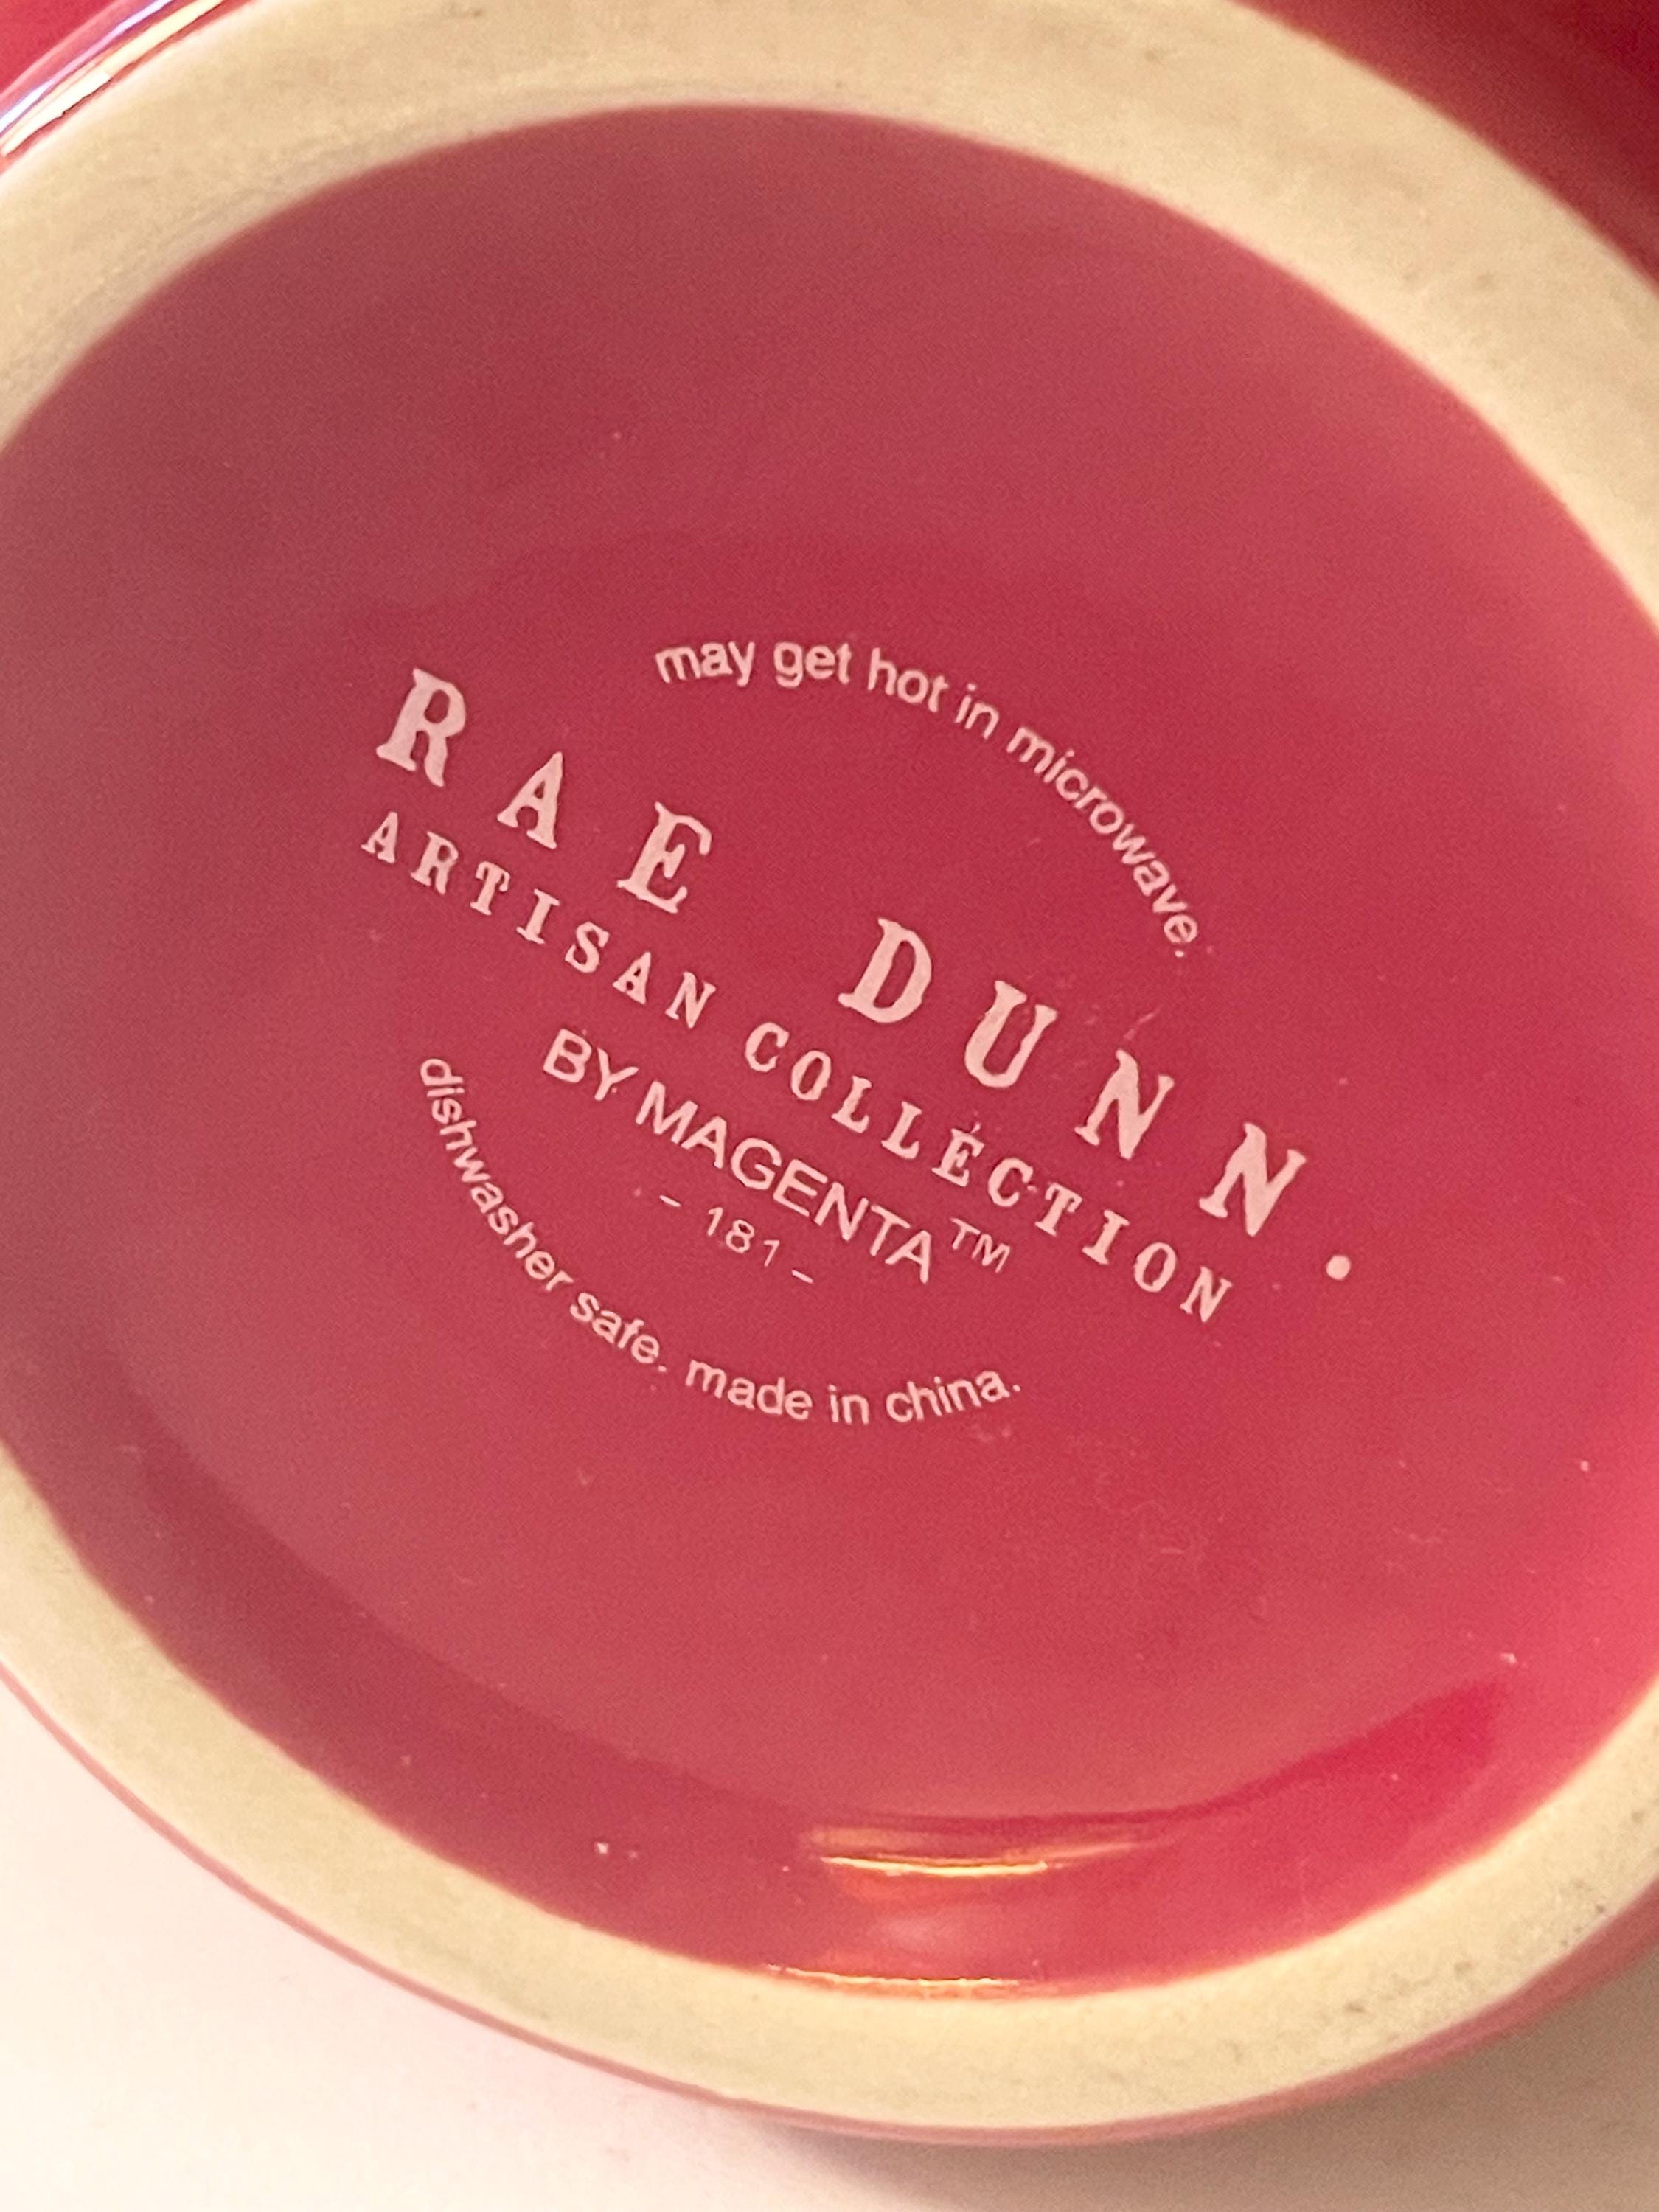 may get hot in microwave.
RAE DUNN.
ARTISAN COLLECTION
BY MAGENTA™
- 181 -
dishwasher safe. made in china.